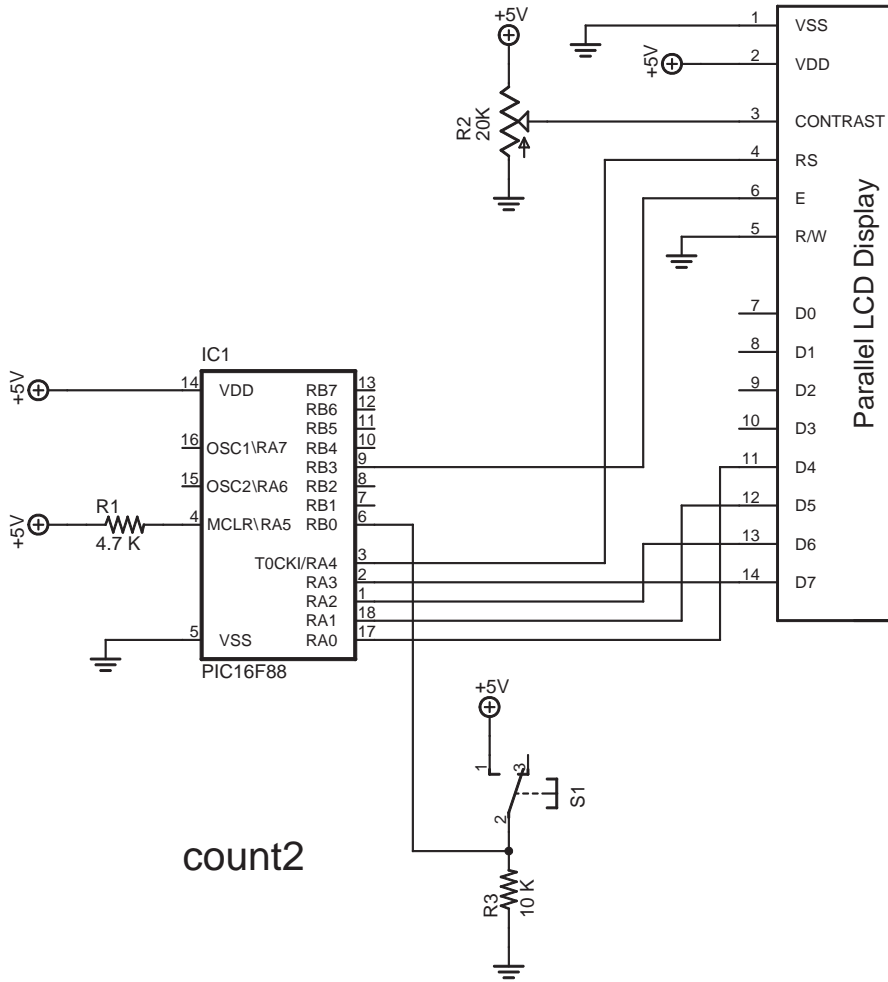 +5V
R2
20K
+5V
1 VSS
2 VDD
3 CONTRAST
4 RS
6 E
5 R/W
7 D0
8 D1
9 D2
10 D3
11 D4
12 D5
13 D6
14 D7
Parallel LCD Display
IC1
+5V
14 VDD RB7 13
RB6 12
RB5 11
16 OSC1\RA7 RB4 10
RB3 9
15 OSC2\RA6 RB2 8
RB1 7
+5V
R1
4.7 K
4 MCLR\RA5 RB0 6
T0CKI/RA4 3
RA3 2
RA2 1
RA1 18
5 VSS RA0 17
PIC16F88
+5V
1
3
2
S1
count2
R3
10 K